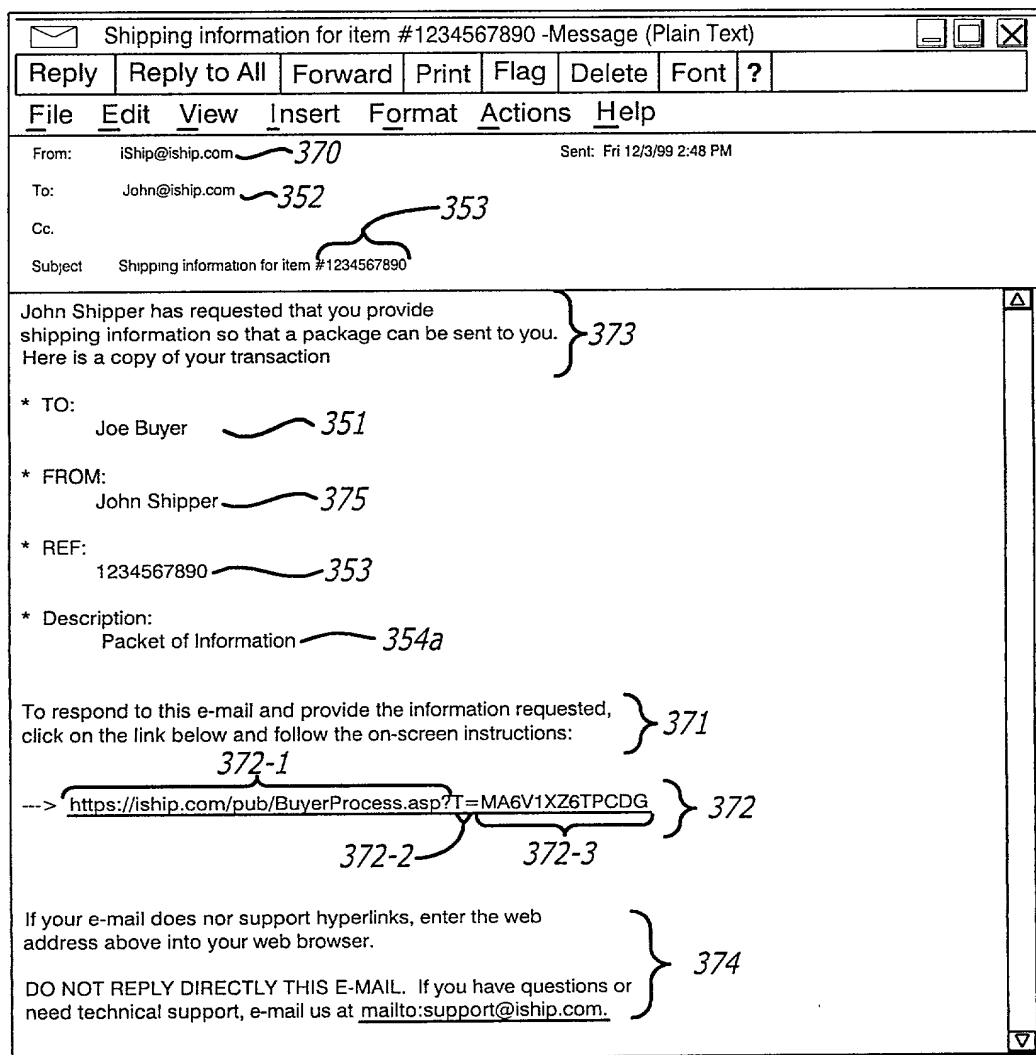 Shipping information for item #1234567890 -Message (Plain Text)
Reply Reply to All Forward Print Flag Delete Font ?
File Edit View Insert Format Actions Help
From: iShip@iship.com 370 Sent: Fri 12/3/99 2:48 PM
To: John@iship.com 352
353
Cc.
Subject Shipping information for item #1234567890
John Shipper has requested that you provide
shipping information so that a package can be sent to you. 373
Here is a copy of your transaction
* TO:
Joe Buyer 351
* FROM:
John Shipper 375
* REF:
1234567890 353
* Description:
Packet of Information 354a
To respond to this e-mail and provide the information requested,
click on the link below and follow the on-screen instructions: 371
372-1
---> https://iship.com/pub/BuyerProcess.asp?T=MA6V1XZ6TPCDG 372
372-2 372-3
If your e-mail does nor support hyperlinks, enter the web
address above into your web browser.
374
DO NOT REPLY DIRECTLY THIS E-MAIL. If you have questions or
need technical support, e-mail us at mailto:support@iship.com.